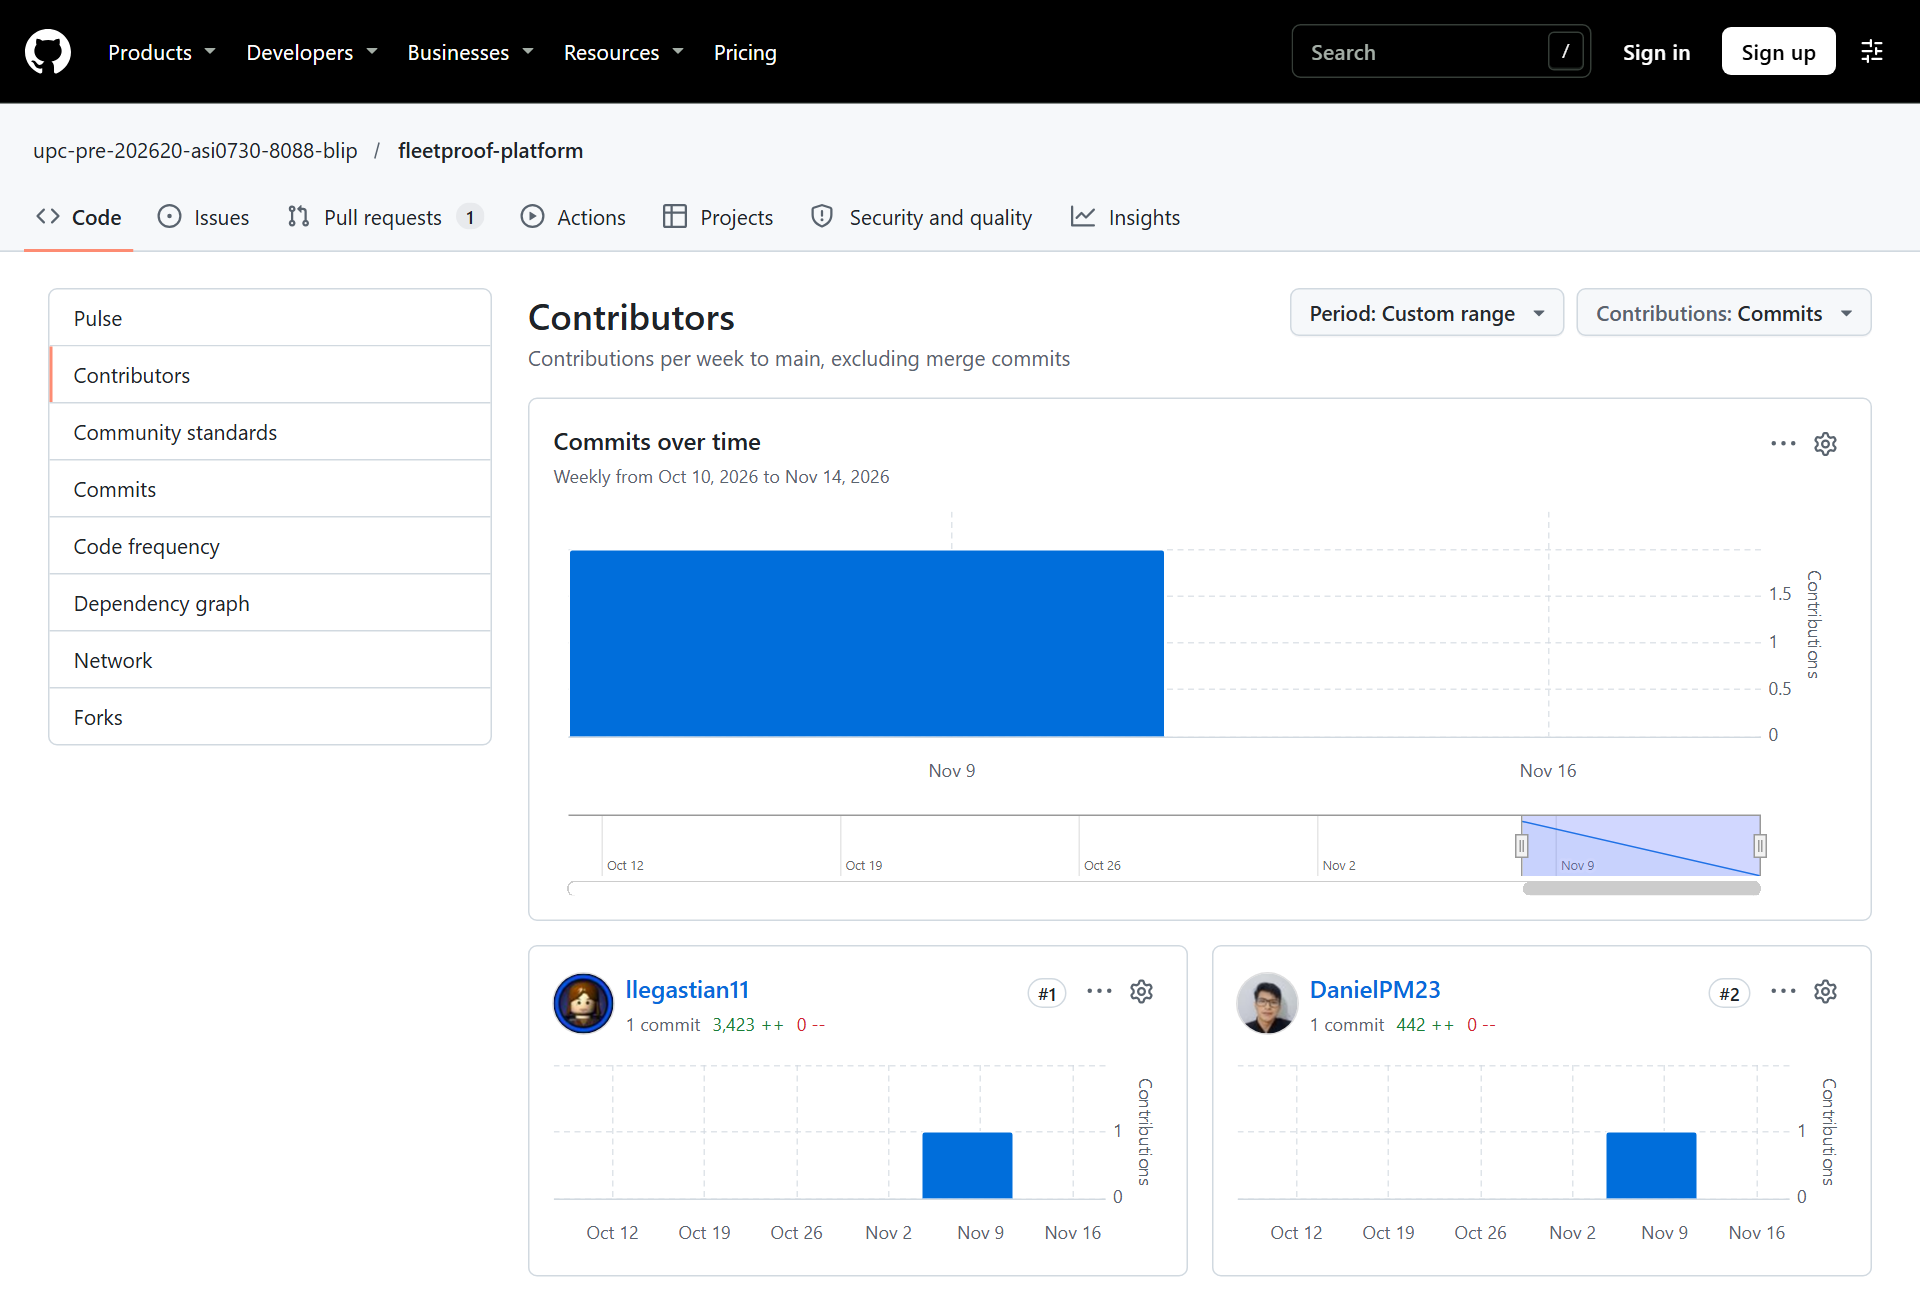 Products Developers Businesses Resources Pricing Search / Sign in Sign up
upc-pre-202620-asi0730-8088-blip / fleetproof-platform
Code Issues Pull requests 1 Actions Projects Security and quality Insights
Pulse
Contributors
Community standards
Commits
Code frequency
Dependency graph
Network
Forks
Contributors
Period: Custom range Contributions: Commits
Contributions per week to main, excluding merge commits
Commits over time
Weekly from Oct 10, 2026 to Nov 14, 2026
1.5
1
0.5
0
Contributions
Nov 9 Nov 16
Oct 12 Oct 19 Oct 26 Nov 2 Nov 9
llegastian11 #1
1 commit 3,423 ++ 0 --
1
0
Contributions
Oct 12 Oct 19 Oct 26 Nov 2 Nov 9 Nov 16
DanielPM23 #2
1 commit 442 ++ 0 --
1
0
Contributions
Oct 12 Oct 19 Oct 26 Nov 2 Nov 9 Nov 16